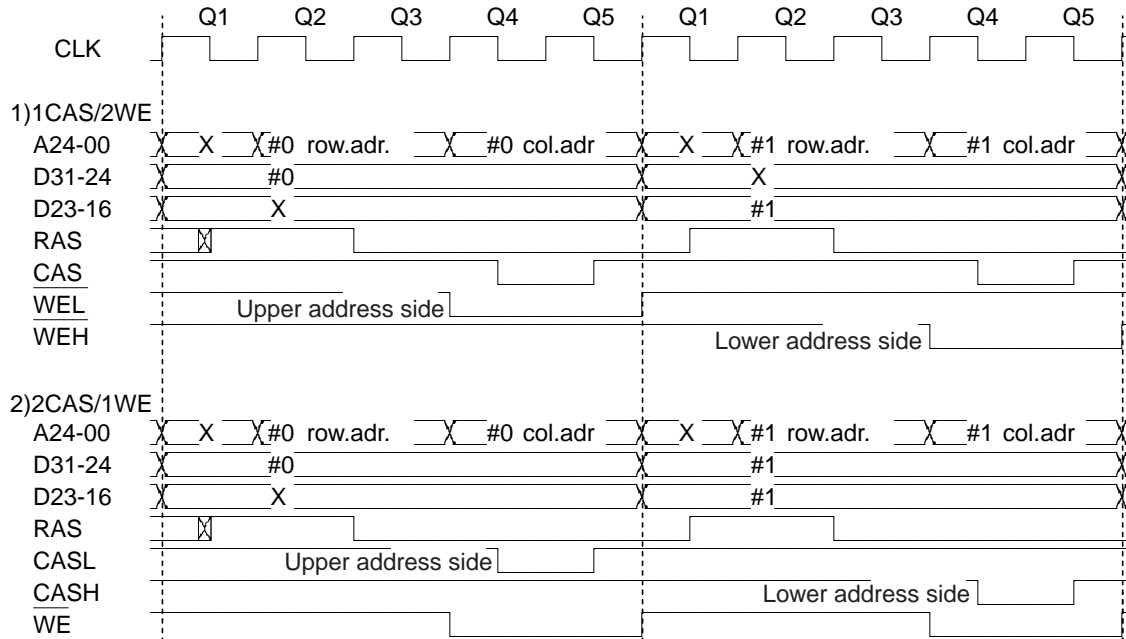 Q1 Q2 Q3 Q4 Q5 Q1 Q2 Q3 Q4 Q5
CLK
1)1CAS/2WE
A24-00 X #0 row.adr. #0 col.adr X #1 row.adr. #1 col.adr
D31-24 #0 X
D23-16 X #1
RAS
CAS
WEL Upper address side
WEH Lower address side
2)2CAS/1WE
A24-00 X #0 row.adr. #0 col.adr X #1 row.adr. #1 col.adr
D31-24 #0 #1
D23-16 X #1
RAS
CASL Upper address side
CASH Lower address side
WE